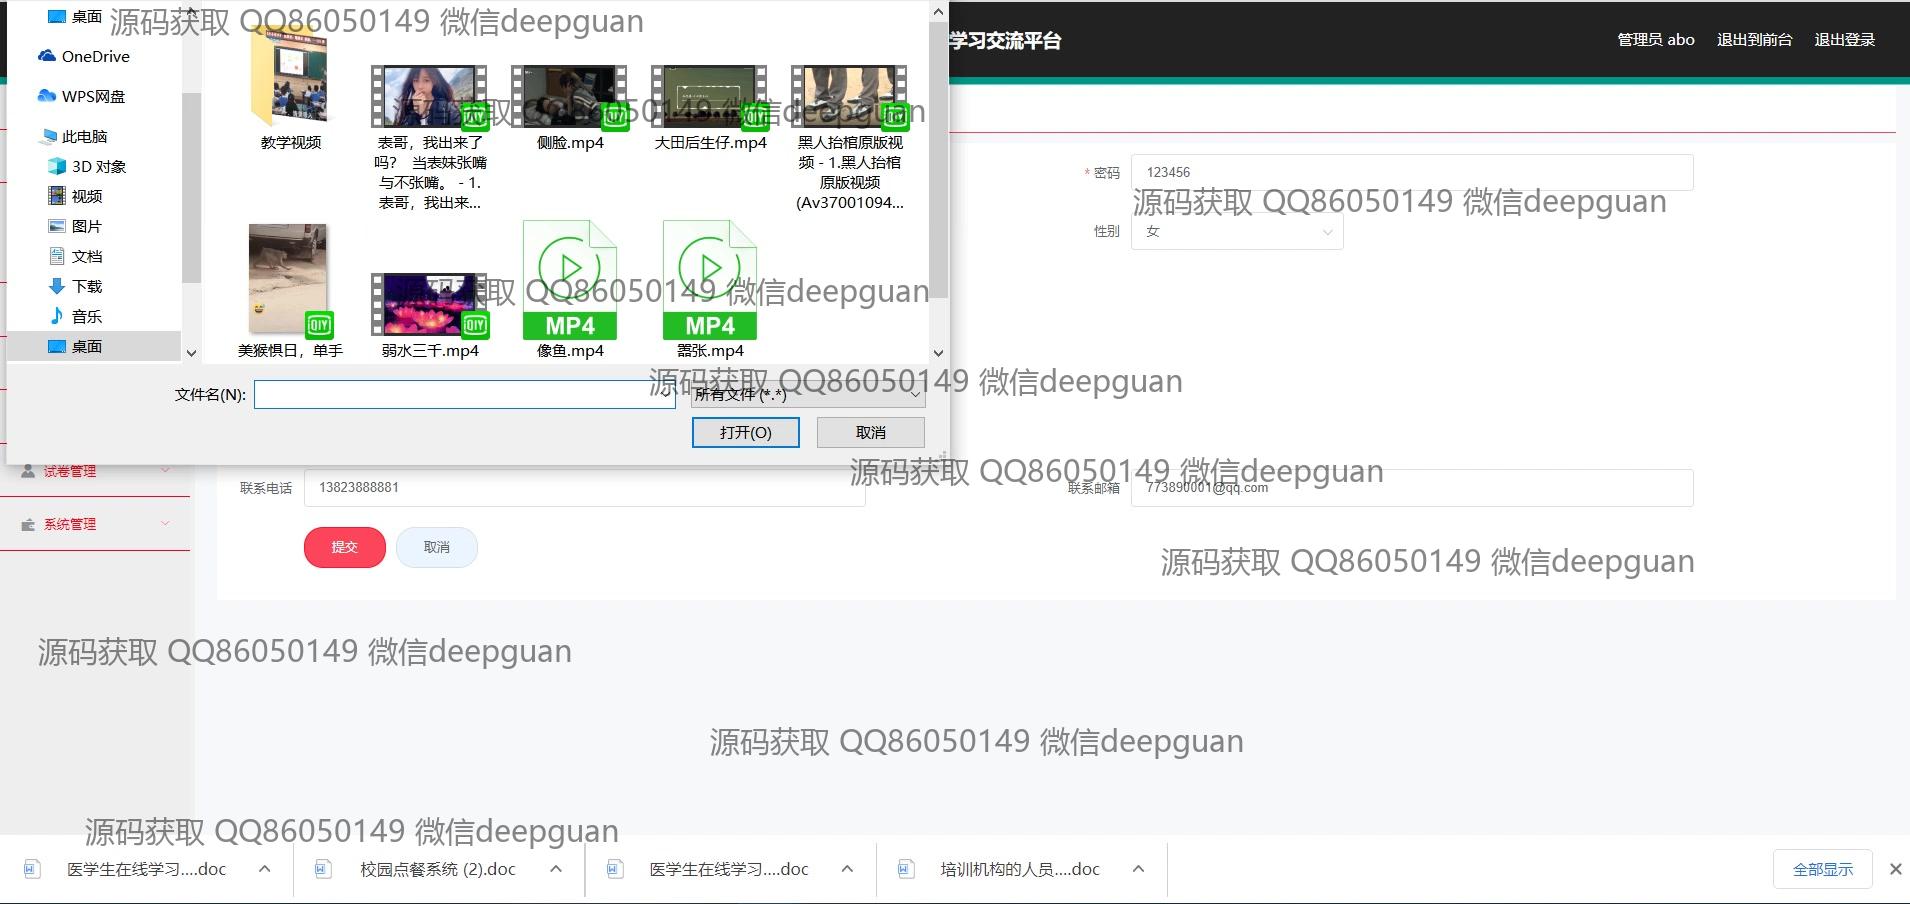 桌面
OneDrive
WPS网盘
此电脑
3D 对象
视频
图片
文档
下载
音乐
桌面
教学视频
表哥，我出来了
吗？ 当表妹张嘴
与不张嘴。 - 1.
表哥，我出来...
侧脸.mp4
大田后生仔.mp4
黑人抬棺原版视
频 - 1.黑人抬棺
原版视频
(Av37001094...
美猴惧日，单手
弱水三千.mp4
MP4
像鱼.mp4
MP4
嚣张.mp4
文件名(N):
所有文件 (*.*)
打开(O)
取消
学习交流平台
管理员 abo
退出到前台
退出登录
* 密码
123456
性别
女
试卷管理
系统管理
联系电话
13823888881
联系邮箱
773890001@qq.com
提交
取消
源码获取 QQ86050149 微信deepguan
源码获取 QQ86050149 微信deepguan
源码获取 QQ86050149 微信deepguan
源码获取 QQ86050149 微信deepguan
源码获取 QQ86050149 微信deepguan
源码获取 QQ86050149 微信deepguan
源码获取 QQ86050149 微信deepguan
源码获取 QQ86050149 微信deepguan
源码获取 QQ86050149 微信deepguan
源码获取 QQ86050149 微信deepguan
医学生在线学习....doc
校园点餐系统 (2).doc
医学生在线学习....doc
培训机构的人员....doc
全部显示